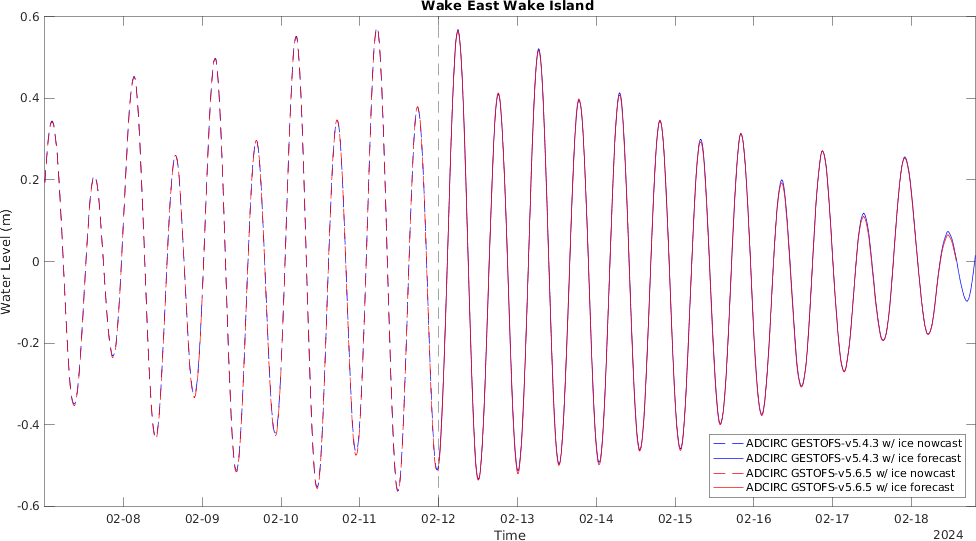 Wake East Wake Island
0.6
0.4
0.2
0
-0.2
-0.4
-0.6
Water Level (m)
ADCIRC GESTOFS-v5.4.3 w/ ice nowcast
ADCIRC GESTOFS-v5.4.3 w/ ice forecast
ADCIRC GSTOFS-v5.6.5 w/ ice nowcast
ADCIRC GSTOFS-v5.6.5 w/ ice forecast
02-08 02-09 02-10 02-11 02-12 02-13 02-14 02-15 02-16 02-17 02-18
Time
2024